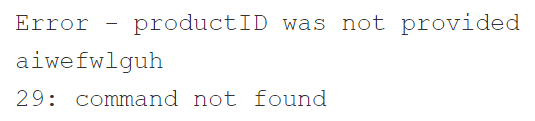 Error - productID was not provided
aiwefwlguh
29: command not found